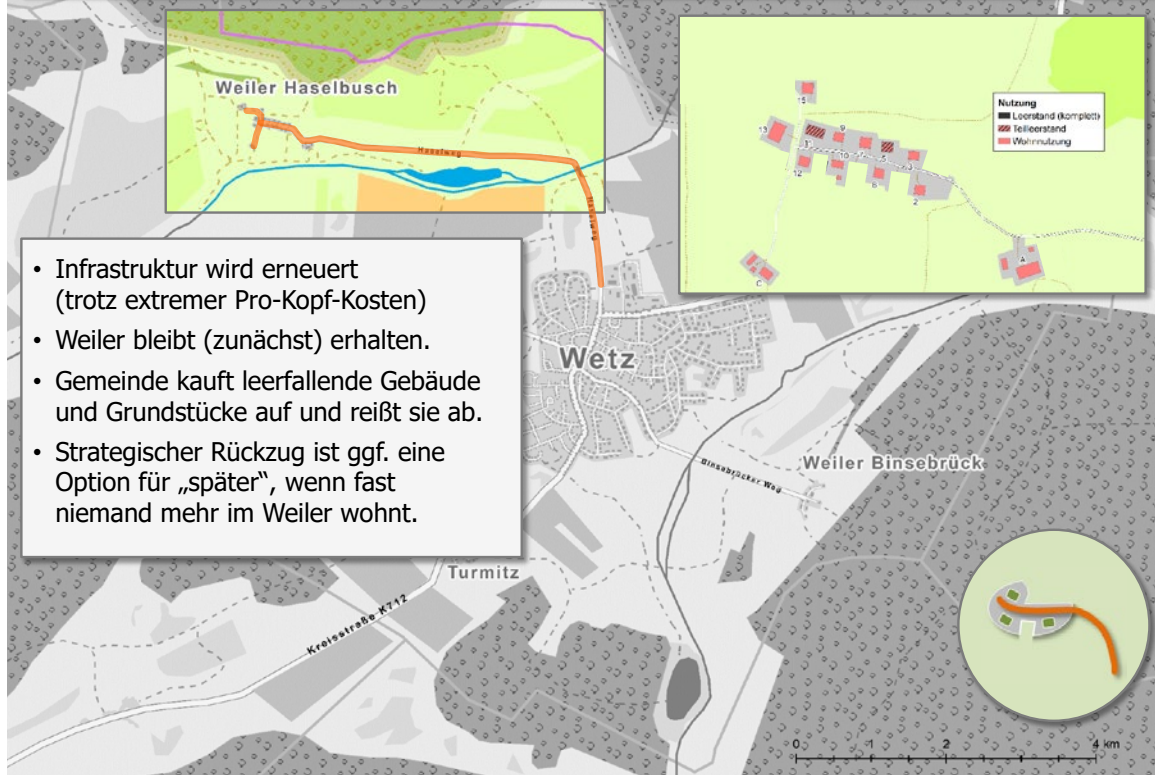 Weiler Haselbusch
Haselweg
Haselweg
Nutzung
Leerstand (komplett)
Teilleerstand
Wohnnutzung
15
13
9
5
10
12
6
2
A
C
• Infrastruktur wird erneuert
(trotz extremer Pro-Kopf-Kosten)
• Weiler bleibt (zunächst) erhalten.
• Gemeinde kauft leerfallende Gebäude
und Grundstücke auf und reißt sie ab.
• Strategischer Rückzug ist ggf. eine
Option für „später“, wenn fast
niemand mehr im Weiler wohnt.
Wetz
Weiler Binsebrück
Binsebrücker Weg
Turmitz
Kreisstraße K712
0 1 2 4 km